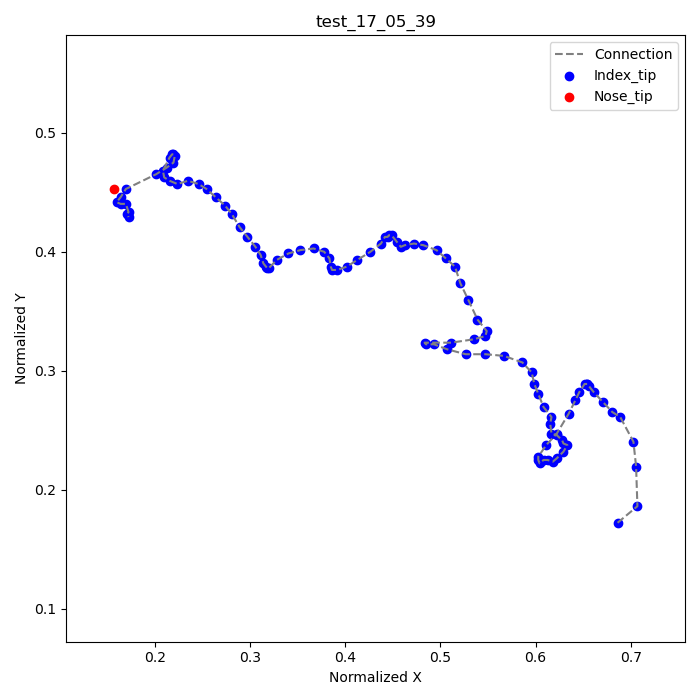 test_17_05_39
Connection
Index_tip
Nose_tip
Normalized Y
0.5
0.4
0.3
0.2
0.1
0.2 0.3 0.4 0.5 0.6 0.7
Normalized X